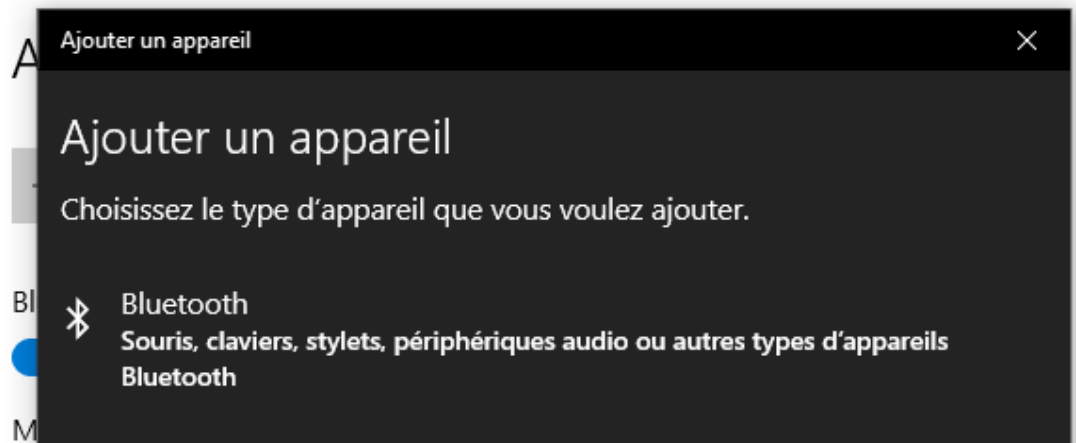 Ajouter un appareil
A
Ajouter un appareil
Choisissez le type d’appareil que vous voulez ajouter.
Bl
Bluetooth
Souris, claviers, stylets, périphériques audio ou autres types d’appareils
Bluetooth
M